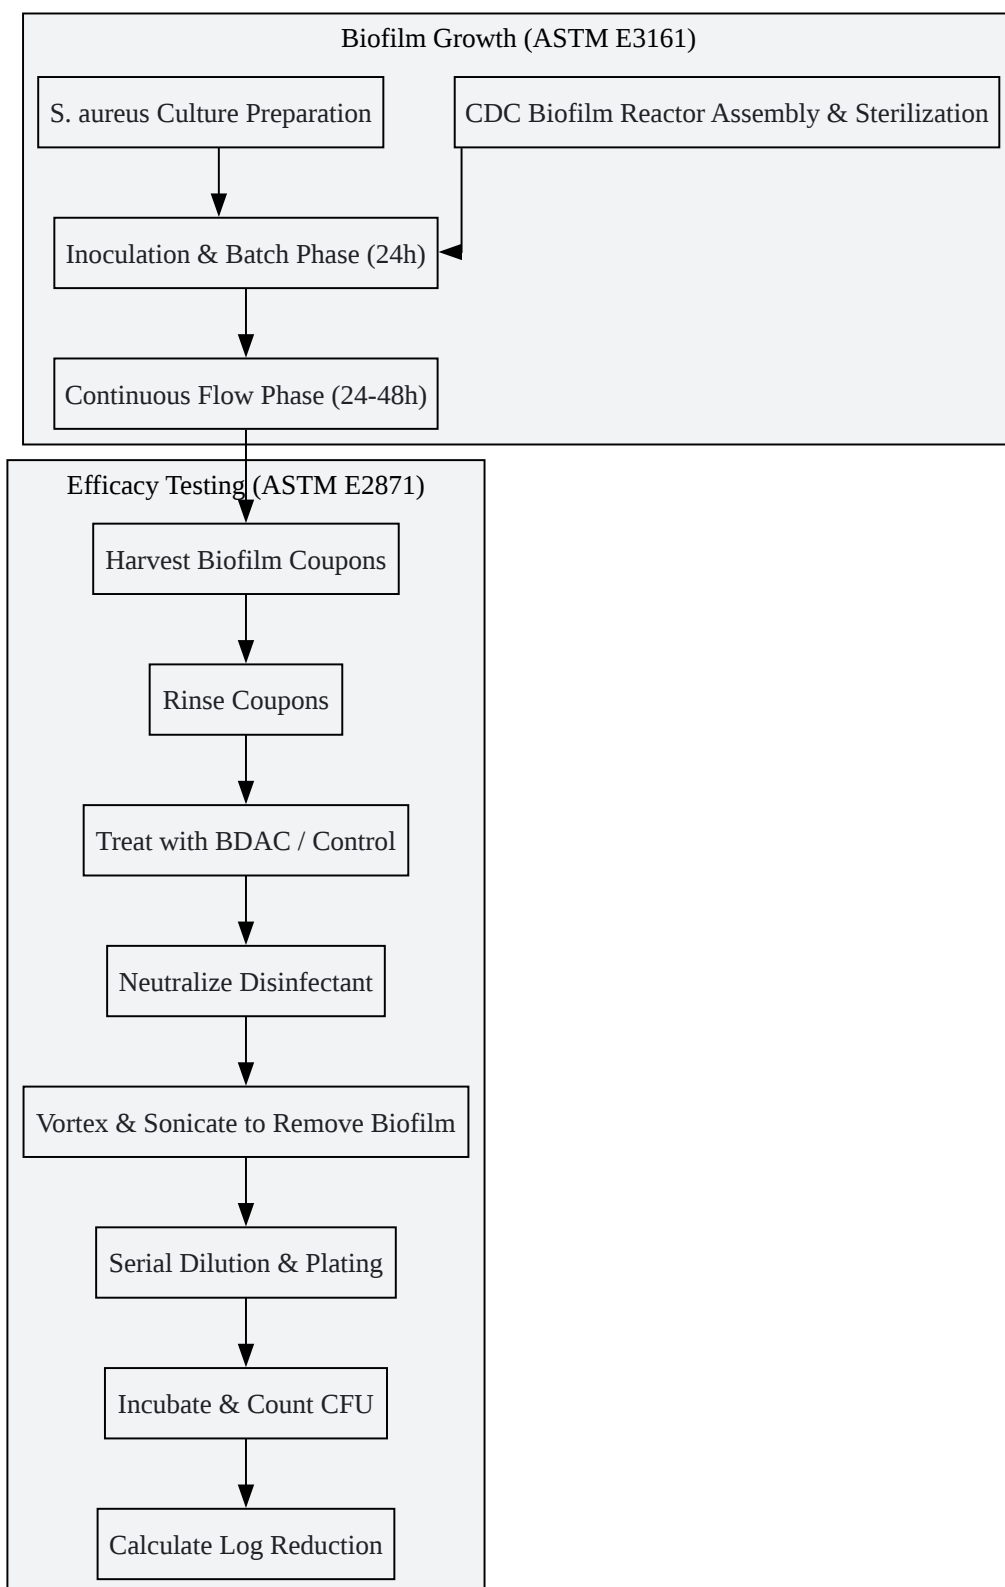 Biofilm Growth (ASTM E3161)
S. aureus Culture Preparation
CDC Biofilm Reactor Assembly & Sterilization
Inoculation & Batch Phase (24h)
Continuous Flow Phase (24-48h)
Efficacy Testing (ASTM E2871)
Harvest Biofilm Coupons
Rinse Coupons
Treat with BDAC / Control
Neutralize Disinfectant
Vortex & Sonicate to Remove Biofilm
Serial Dilution & Plating
Incubate & Count CFU
Calculate Log Reduction